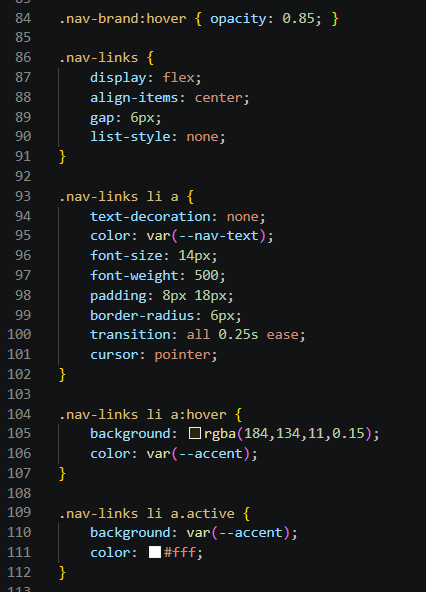 84 .nav-brand:hover { opacity: 0.85; }
85
86 .nav-links {
87     display: flex;
88     align-items: center;
89     gap: 6px;
90     list-style: none;
91 }
92
93 .nav-links li a {
94     text-decoration: none;
95     color: var(--nav-text);
96     font-size: 14px;
97     font-weight: 500;
98     padding: 8px 18px;
99     border-radius: 6px;
100     transition: all 0.25s ease;
101     cursor: pointer;
102 }
103
104 .nav-links li a:hover {
105     background: rgba(184,134,11,0.15);
106     color: var(--accent);
107 }
108
109 .nav-links li a.active {
110     background: var(--accent);
111     color: #fff;
112 }